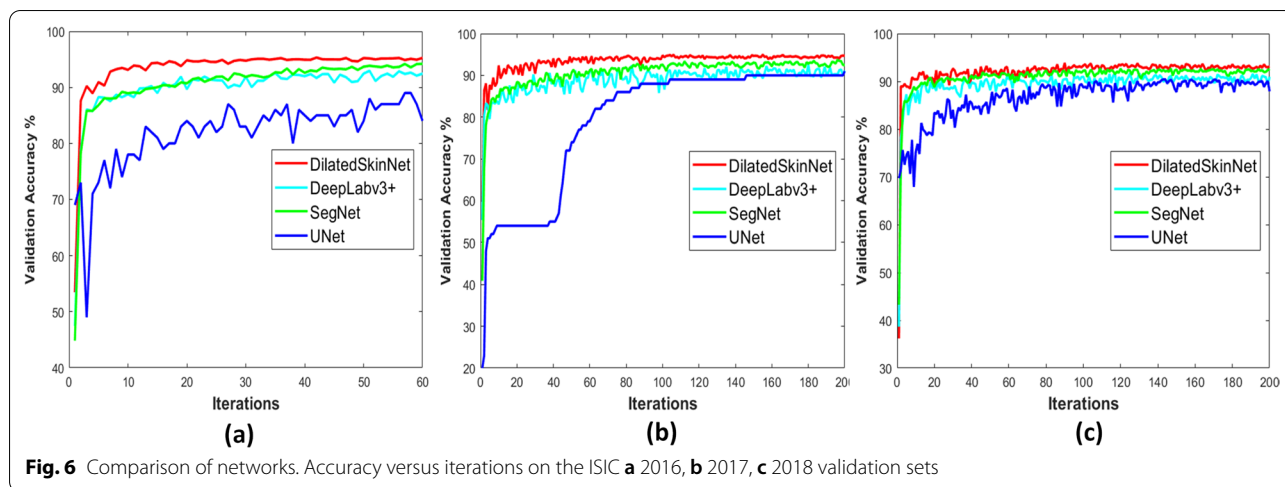 100
90
80
70
60
50
40
Validation Accuracy %
0 10 20 30 40 50 60
Iterations
DilatedSkinNet
DeepLabv3+
SegNet
UNet
(a)
100
90
80
70
60
50
40
30
20
Validation Accuracy %
0 20 40 60 80 100 120 140 160 180 200
Iterations
DilatedSkinNet
DeepLabv3+
SegNet
UNet
(b)
100
90
80
70
60
50
40
30
Validation Accuracy %
0 20 40 60 80 100 120 140 160 180 200
Iterations
DilatedSkinNet
DeepLabv3+
SegNet
UNet
(c)
Fig. 6 Comparison of networks. Accuracy versus iterations on the ISIC a 2016, b 2017, c 2018 validation sets